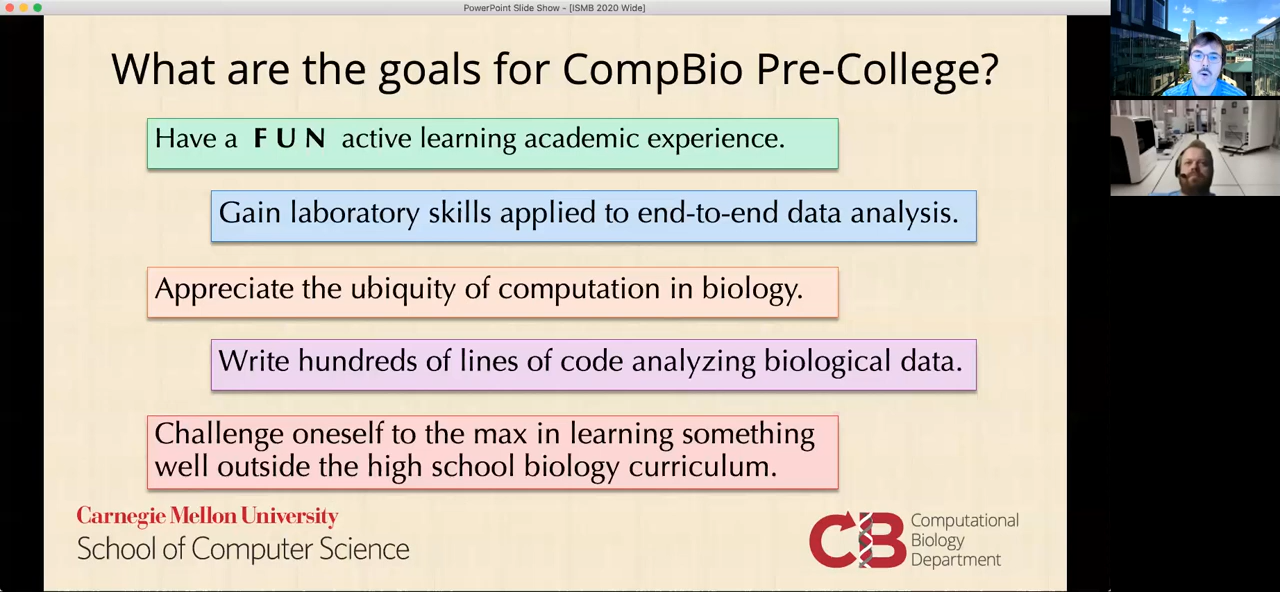 PowerPoint Slide Show - [ISMB 2020 Wide]
What are the goals for CompBio Pre-College?
Have a F U N active learning academic experience.
Gain laboratory skills applied to end-to-end data analysis.
Appreciate the ubiquity of computation in biology.
Write hundreds of lines of code analyzing biological data.
Challenge oneself to the max in learning something
well outside the high school biology curriculum.
Carnegie Mellon University
School of Computer Science
CB
Computational
Biology
Department